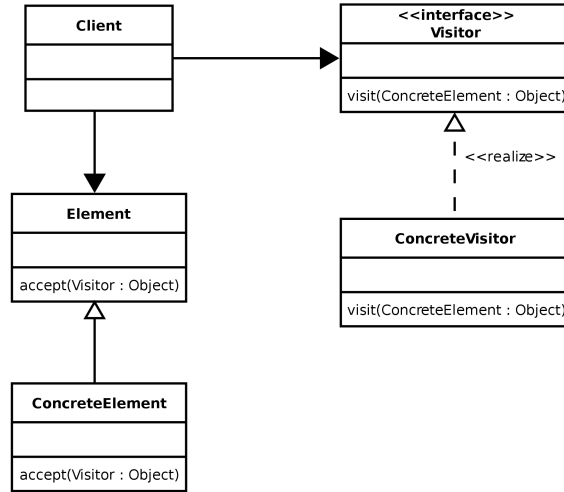 Client
<<interface>>
Visitor
visit(ConcreteElement : Object)
<<realize>>
Element
accept(Visitor : Object)
ConcreteVisitor
visit(ConcreteElement : Object)
ConcreteElement
accept(Visitor : Object)